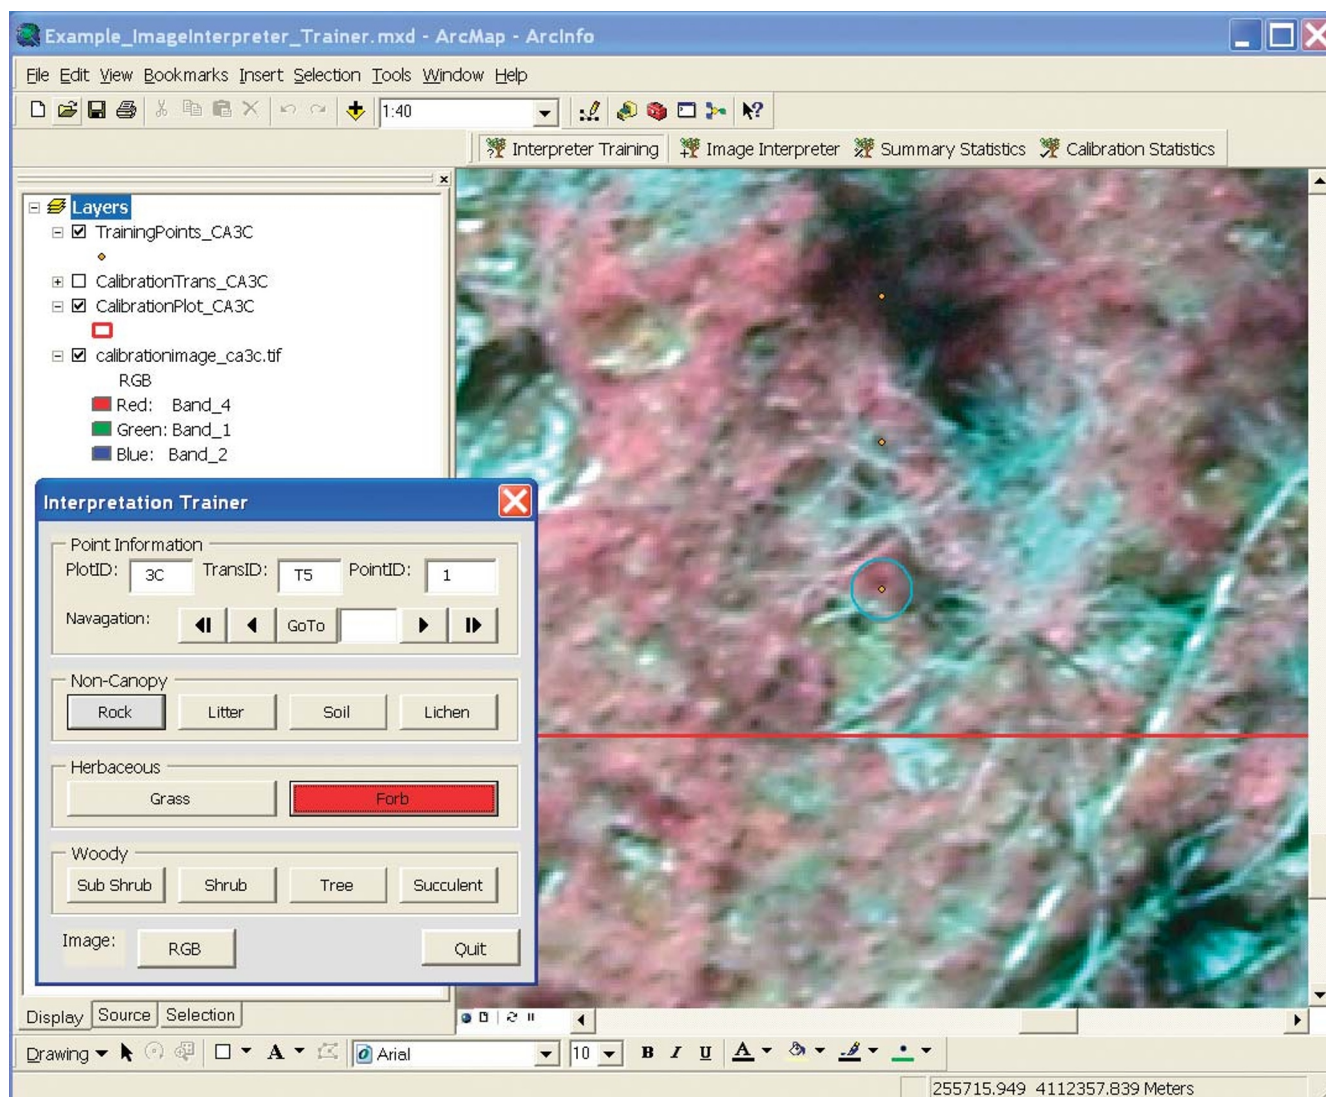 Example_ImageInterpreter_Trainer.mxd - ArcMap - ArcInfo
File Edit View Bookmarks Insert Selection Tools Window Help
1:40
Interpreter Training Image Interpreter Summary Statistics Calibration Statistics
Layers
TrainingPoints_CA3C
CalibrationTrans_CA3C
CalibrationPlot_CA3C
calibrationimage_ca3c.tif
RGB
Red: Band_4
Green: Band_1
Blue: Band_2
Interpretation Trainer
Point Information
PlotID: 3C TransID: T5 PointID: 1
Navagation: GoTo
Non-Canopy
Rock Litter Soil Lichen
Herbaceous
Grass Forb
Woody
Sub Shrub Shrub Tree Succulent
Image: RGB Quit
Display Source Selection
Drawing A Arial 10 B I U A
255715.949 4112357.839 Meters